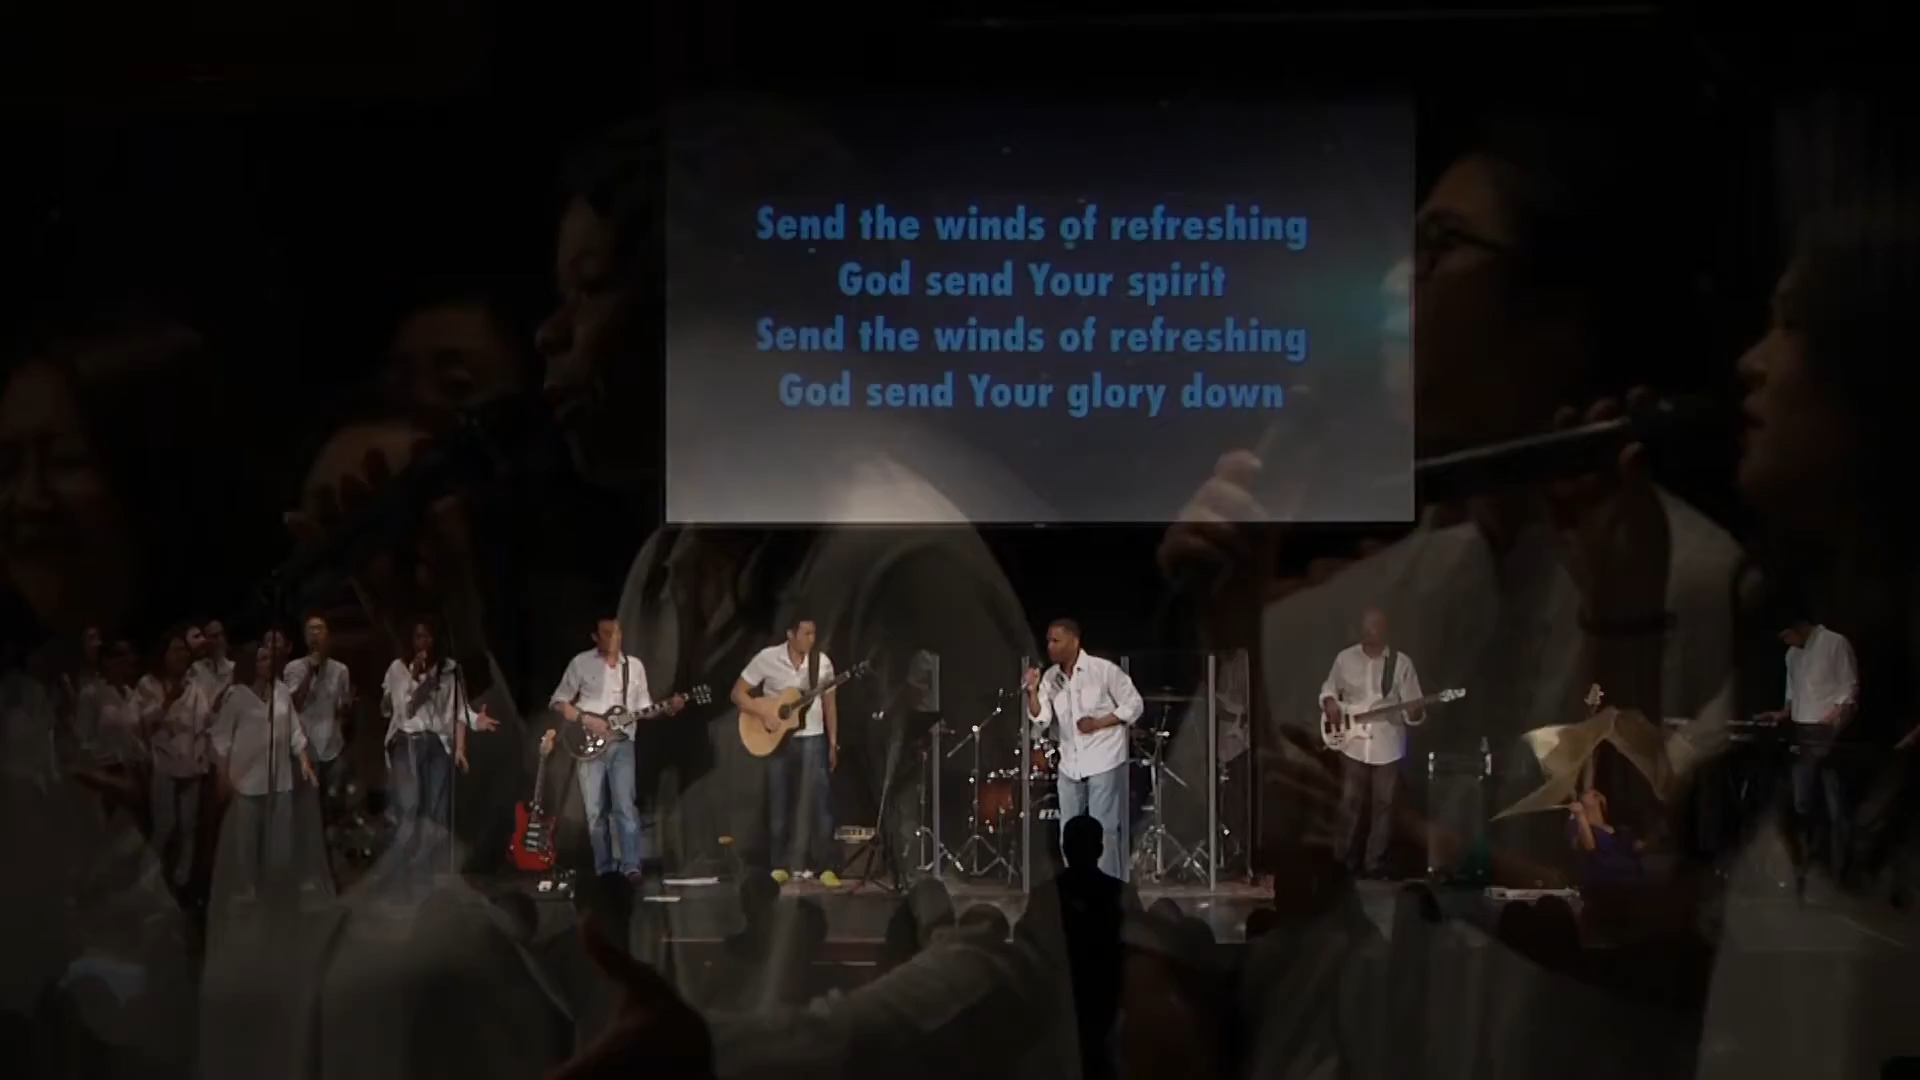 Send the winds of refreshing
God send Your spirit
Send the winds of refreshing
God send Your glory down